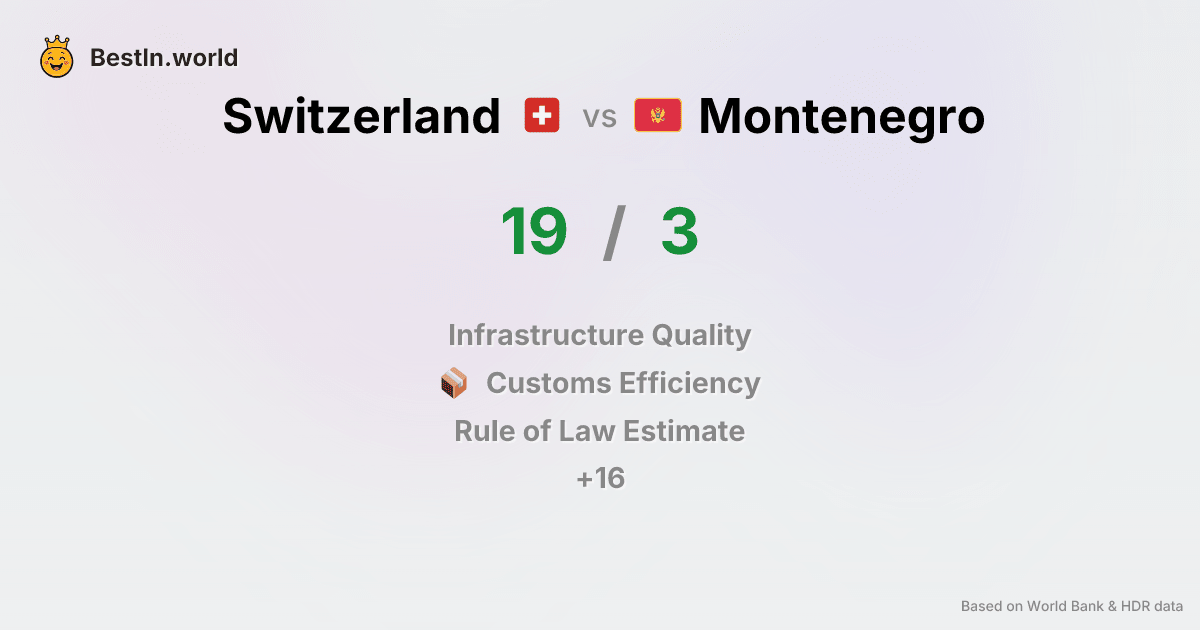 BestIn.world
Switzerland vs Montenegro
19 / 3
Infrastructure Quality
Customs Efficiency
Rule of Law Estimate
+16
Based on World Bank & HDR data